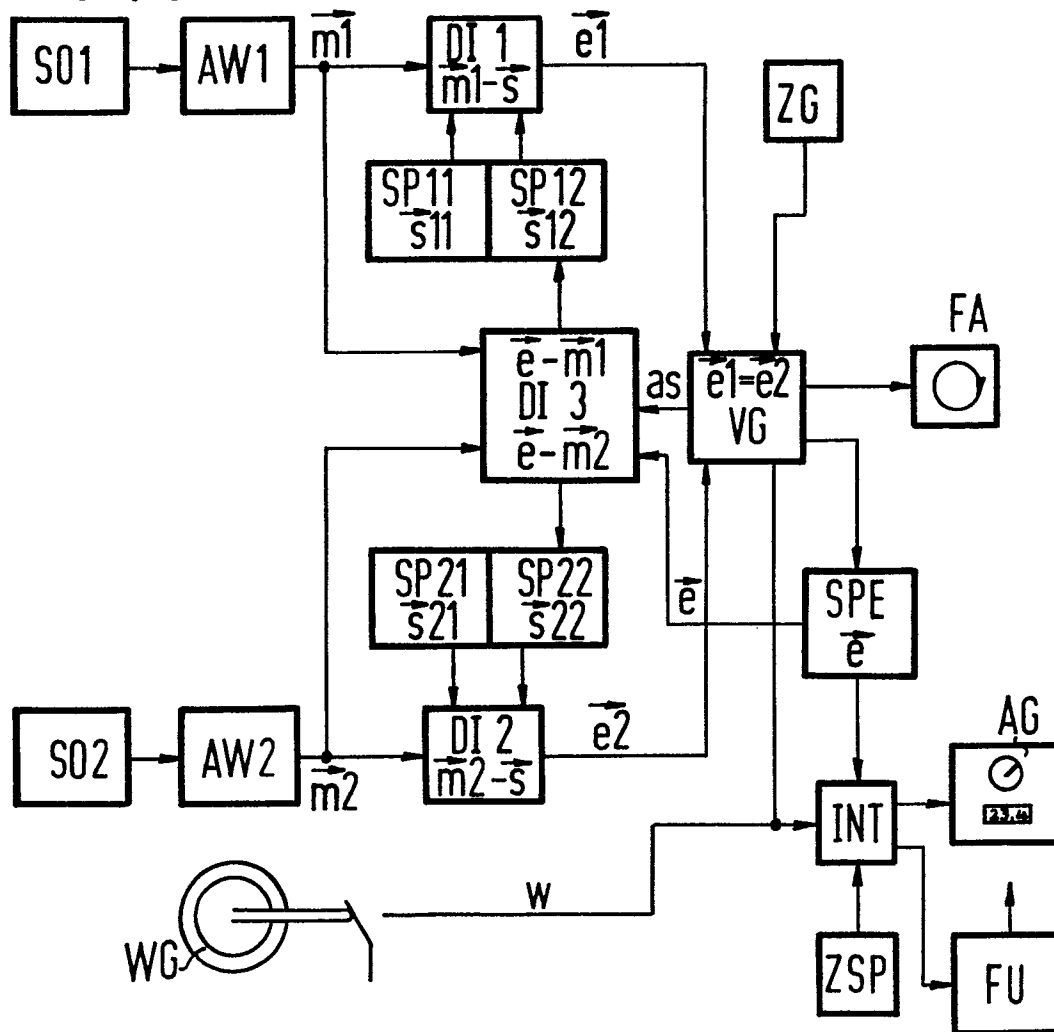 S01
AW1
m1
DI 1
m1-s
e1
ZG
SP11
s11
SP12
s12
FA
e-m1
DI 3
e-m2
as
e1=e2
VG
SP21
s21
SP22
s22
e
SPE
e
S02
AW2
m2
DI 2
m2-s
e2
AG
23.4
INT
w
WG
ZSP
FU